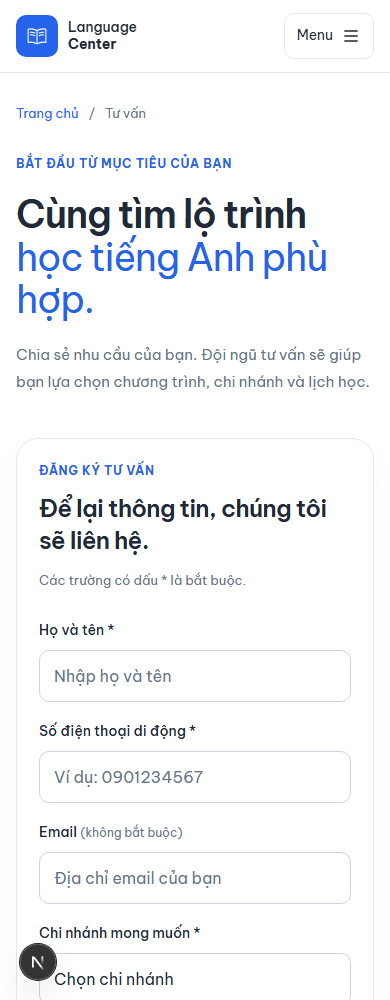 Language
Center
Menu
Trang chủ / Tư vấn
BẮT ĐẦU TỪ MỤC TIÊU CỦA BẠN
Cùng tìm lộ trình
học tiếng Anh phù
hợp.
Chia sẻ nhu cầu của bạn. Đội ngũ tư vấn sẽ giúp
bạn lựa chọn chương trình, chi nhánh và lịch học.
ĐĂNG KÝ TƯ VẤN
Để lại thông tin, chúng tôi
sẽ liên hệ.
Các trường có dấu * là bắt buộc.
Họ và tên *
Nhập họ và tên
Số điện thoại di động *
Ví dụ: 0901234567
Email (không bắt buộc)
Địa chỉ email của bạn
Chi nhánh mong muốn *
N
Chọn chi nhánh